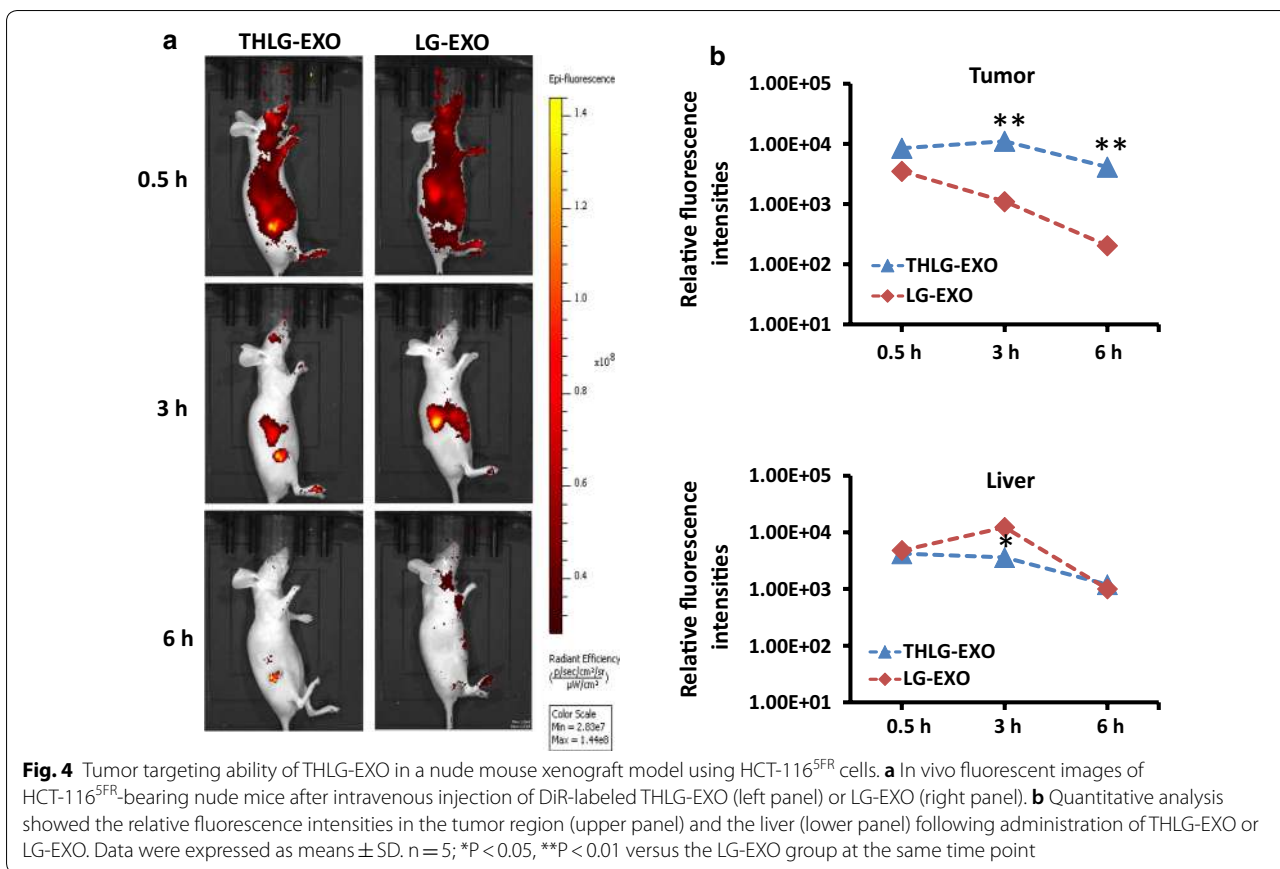 a
THLG-EXO
LG-EXO
0.5 h
3 h
6 h
Epi-fluorescence
1.4
1.2
1.0
x10⁸
0.8
0.6
0.4
Radiant Efficiency
(p/sec/cm²/sr
µW/cm²)
Color Scale
Min = 2.83e7
Max = 1.44e8
b
Tumor
Relative fluorescence
intensities
1.00E+05
1.00E+04
1.00E+03
1.00E+02
1.00E+01
**
**
THLG-EXO
LG-EXO
0.5 h 3 h 6 h
Liver
Relative fluorescence
intensities
1.00E+05
1.00E+04
1.00E+03
1.00E+02
1.00E+01
*
THLG-EXO
LG-EXO
0.5 h 3 h 6 h
Fig. 4 Tumor targeting ability of THLG-EXO in a nude mouse xenograft model using HCT-116⁵ᶠᴿ cells. a In vivo fluorescent images of
HCT-116⁵ᶠᴿ-bearing nude mice after intravenous injection of DiR-labeled THLG-EXO (left panel) or LG-EXO (right panel). b Quantitative analysis
showed the relative fluorescence intensities in the tumor region (upper panel) and the liver (lower panel) following administration of THLG-EXO or
LG-EXO. Data were expressed as means ± SD. n = 5; *P < 0.05, **P < 0.01 versus the LG-EXO group at the same time point